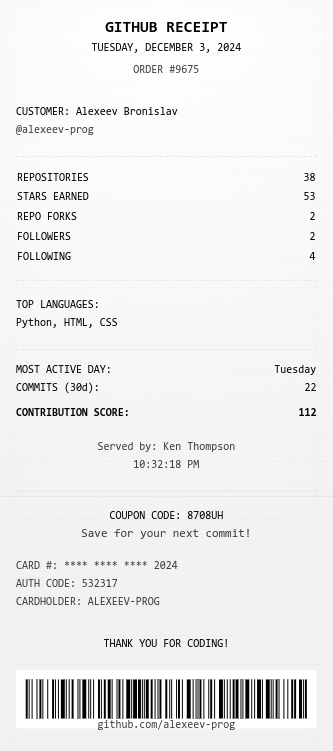 GITHUB RECEIPT
TUESDAY, DECEMBER 3, 2024
ORDER #9675
CUSTOMER: Alexeev Bronislav
@alexeev-prog
REPOSITORIES 38
STARS EARNED 53
REPO FORKS 2
FOLLOWERS 2
FOLLOWING 4
TOP LANGUAGES:
Python, HTML, CSS
MOST ACTIVE DAY: Tuesday
COMMITS (30d): 22
CONTRIBUTION SCORE: 112
Served by: Ken Thompson
10:32:18 PM
COUPON CODE: 8708UH
Save for your next commit!
CARD #: **** **** **** 2024
AUTH CODE: 532317
CARDHOLDER: ALEXEEV-PROG
THANK YOU FOR CODING!
github.com/alexeev-prog